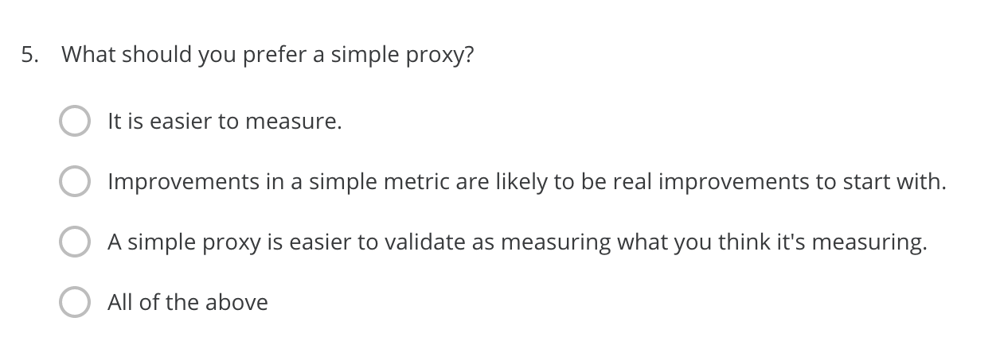 5. What should you prefer a simple proxy?
It is easier to measure.
Improvements in a simple metric are likely to be real improvements to start with.
A simple proxy is easier to validate as measuring what you think it's measuring.
All of the above